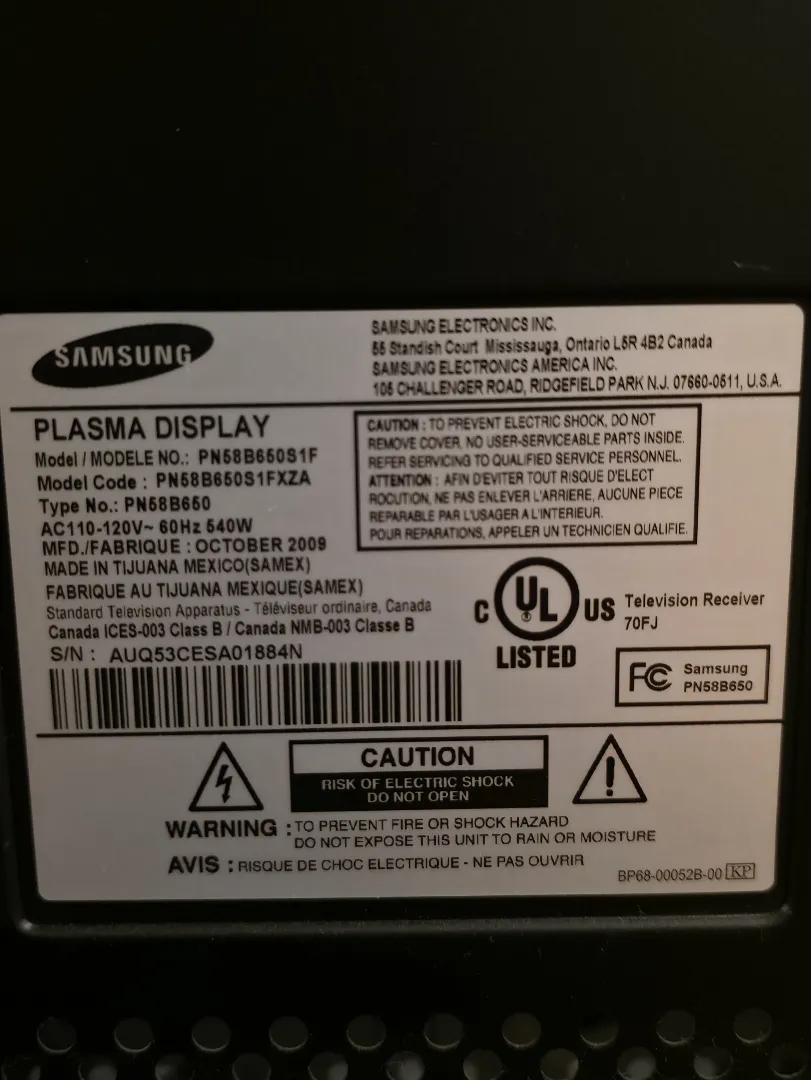 SAMSUNG
SAMSUNG ELECTRONICS INC.
55 Standish Court Mississauga, Ontario L5R 4B2 Canada
SAMSUNG ELECTRONICS AMERICA INC.
105 CHALLENGER ROAD, RIDGEFIELD PARK N.J. 07660-0511, U.S.A.
PLASMA DISPLAY
Model / MODELE NO.: PN58B650S1F
Model Code : PN58B650S1FXZA
Type No.: PN58B650
AC110-120V~ 60Hz 540W
MFD./FABRIQUE : OCTOBER 2009
MADE IN TIJUANA MEXICO(SAMEX)
FABRIQUE AU TIJUANA MEXIQUE(SAMEX)
Standard Television Apparatus - Téléviseur ordinaire, Canada
Canada ICES-003 Class B / Canada NMB-003 Classe B
S/N : AUQ53CESA01884N
CAUTION : TO PREVENT ELECTRIC SHOCK, DO NOT
REMOVE COVER. NO USER-SERVICEABLE PARTS INSIDE.
REFER SERVICING TO QUALIFIED SERVICE PERSONNEL.
ATTENTION : AFIN D'EVITER TOUT RISQUE D'ELECT
ROCUTION, NE PAS ENLEVER L'ARRIERE, AUCUNE PIECE
REPARABLE PAR L'USAGER A L'INTERIEUR.
POUR REPARATIONS, APPELER UN TECHNICIEN QUALIFIE.
C UL US
LISTED
Television Receiver
70FJ
FC Samsung
PN58B650
CAUTION
RISK OF ELECTRIC SHOCK
DO NOT OPEN
WARNING : TO PREVENT FIRE OR SHOCK HAZARD
DO NOT EXPOSE THIS UNIT TO RAIN OR MOISTURE
AVIS : RISQUE DE CHOC ELECTRIQUE - NE PAS OUVRIR
BP68-00052B-00 KP